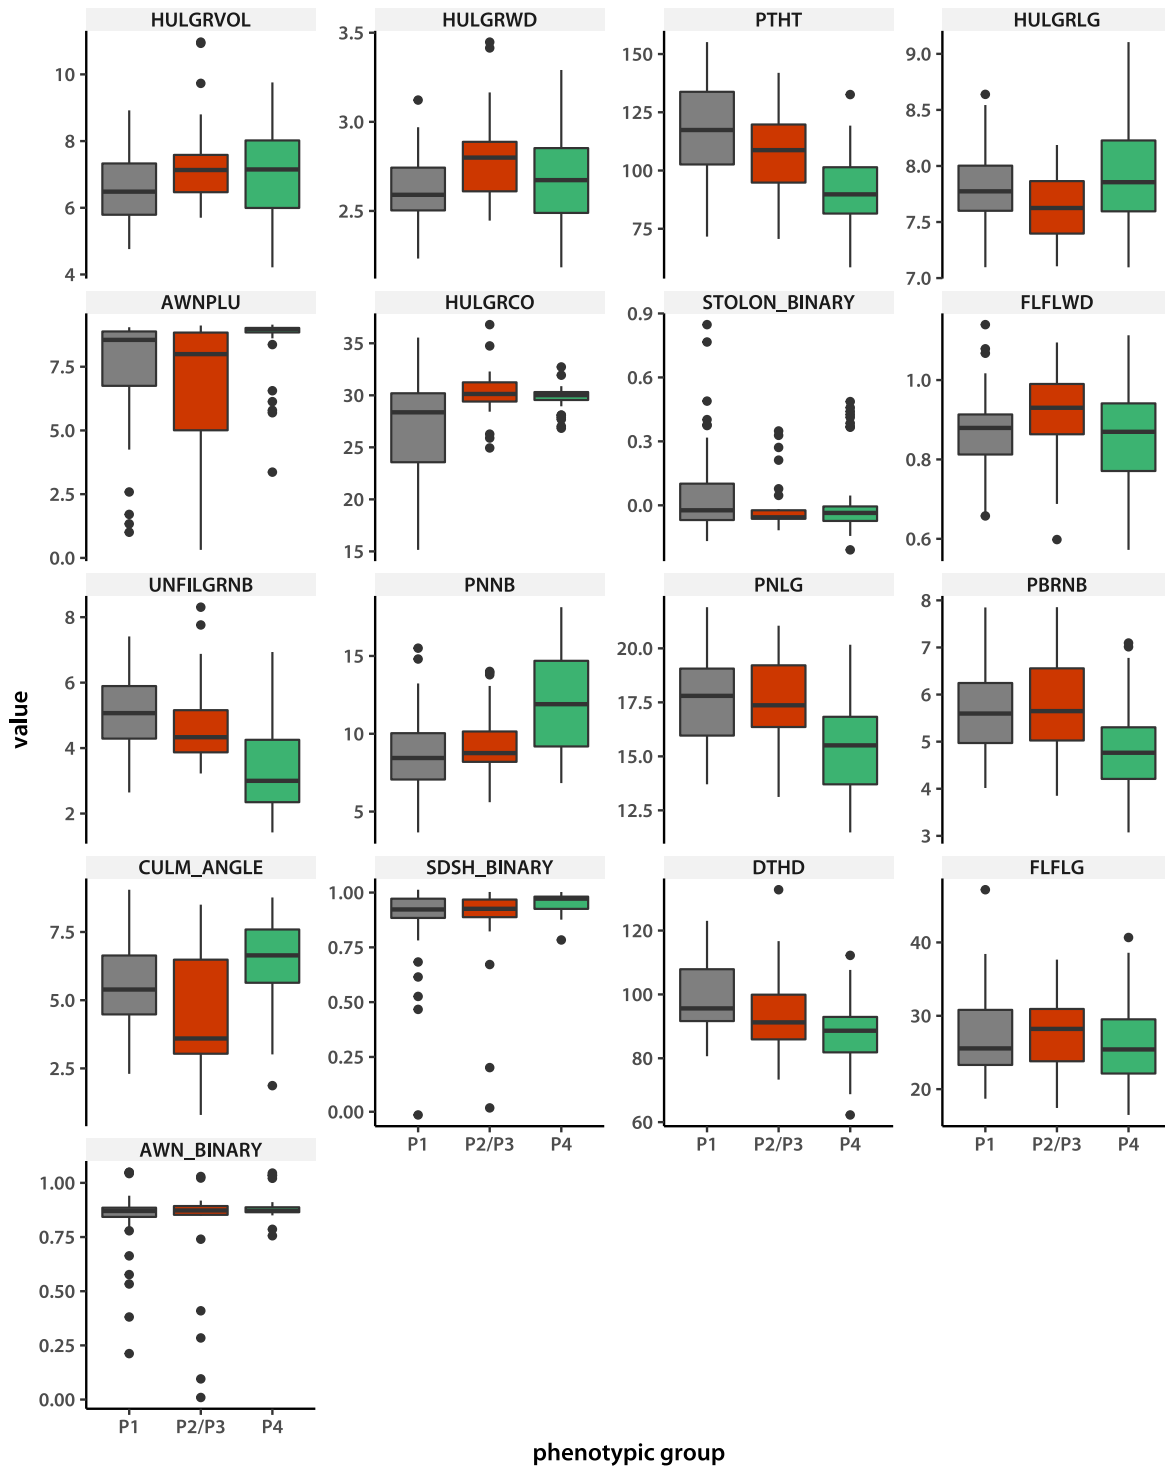 HULGRVOL HULGRWD PTHT HULGRLG
10 8 6 4
3.5 3.0 2.5
150 125 100 75
9.0 8.5 8.0 7.5 7.0
AWNPLU HULGRCO STOLON_BINARY FLFLWD
7.5 5.0 2.5 0.0
35 30 25 20 15
0.9 0.6 0.3 0.0
1.0 0.8 0.6
UNFILGRNB PNNB PNLG PBRNB
8 6 4 2
15 10 5
20.0 17.5 15.0 12.5
8 7 6 5 4 3
value
CULM_ANGLE SDSH_BINARY DTHD FLFLG
7.5 5.0 2.5
1.00 0.75 0.50 0.25 0.00
120 100 80 60
40 30 20
P1 P2/P3 P4 P1 P2/P3 P4 P1 P2/P3 P4
AWN_BINARY
1.00 0.75 0.50 0.25 0.00
P1 P2/P3 P4
phenotypic group